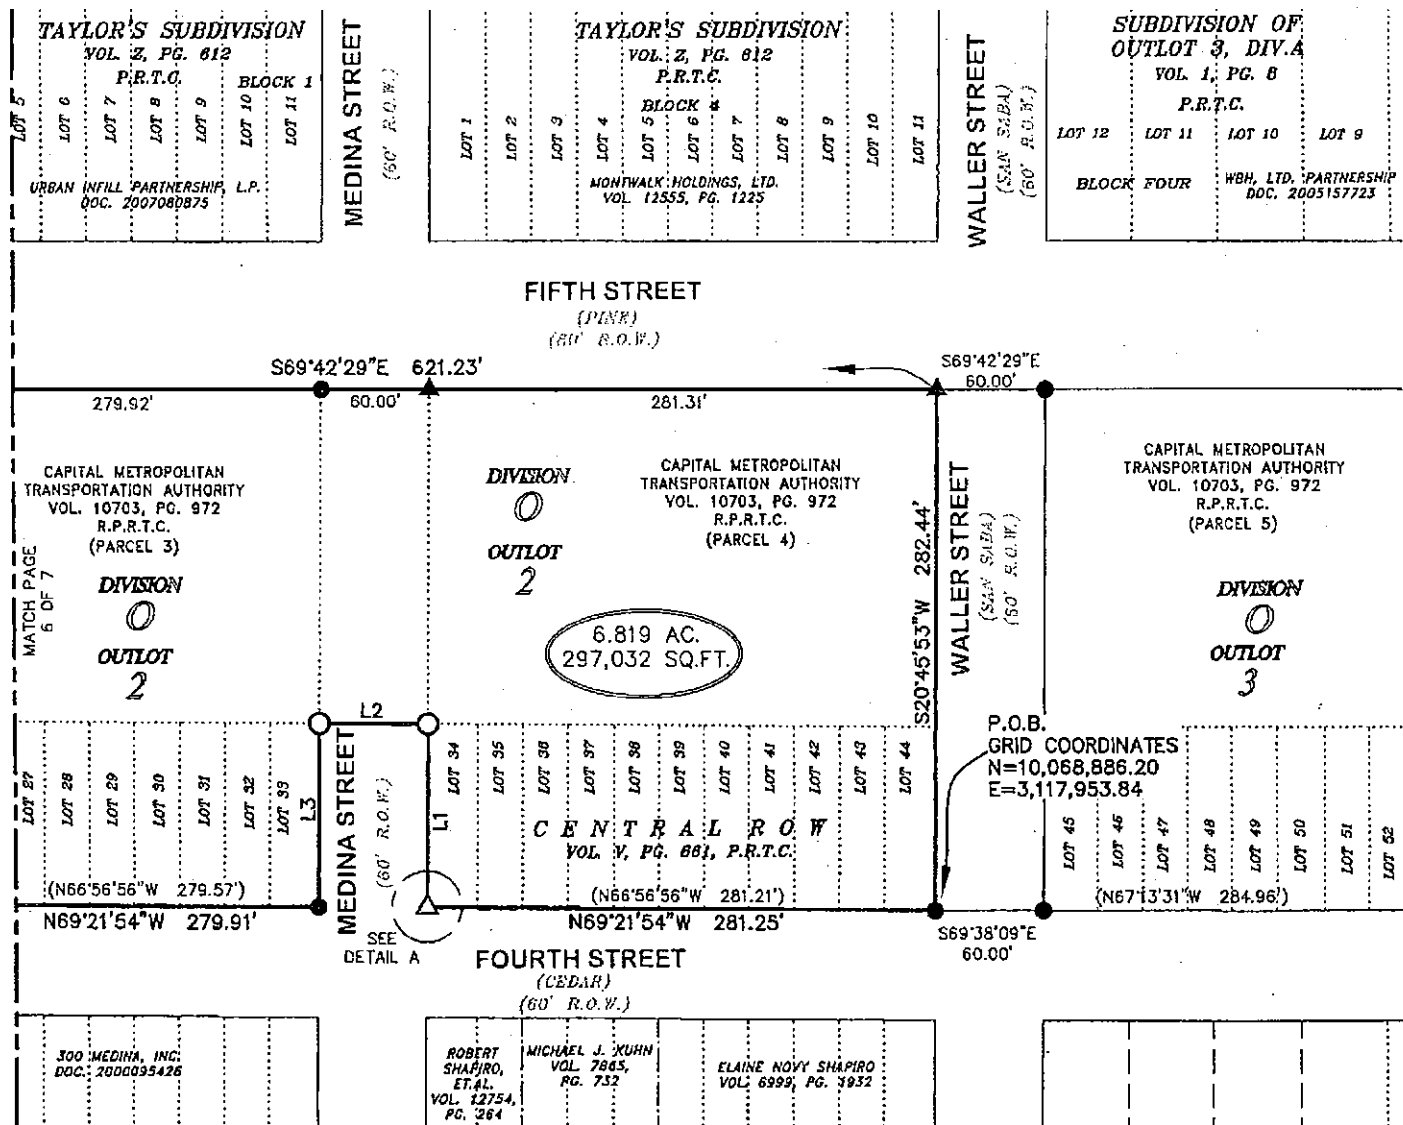 TAYLOR'S SUBDIVISION
VOL. Z, PG. 612
P.R.T.C.
BLOCK 1
LOT 5
LOT 6
LOT 7
LOT 8
LOT 9
LOT 10
LOT 11
URBAN INFILL PARTNERSHIP, L.P.
DOC. 2007080875
MEDINA STREET
(60' R.O.W.)
TAYLOR'S SUBDIVISION
VOL. Z, PG. 612
P.R.T.C.
BLOCK 4
LOT 1
LOT 2
LOT 3
LOT 4
LOT 5
LOT 6
LOT 7
LOT 8
LOT 9
LOT 10
LOT 11
MONTWALK HOLDINGS, LTD.
VOL. 12555, PG. 1225
WALLER STREET
(SAN SABA)
(60' R.O.W.)
SUBDIVISION OF
OUTLOT 3, DIV.A
VOL. 1, PG. 8
P.R.T.C.
LOT 12
LOT 11
LOT 10
LOT 9
BLOCK FOUR
WBH, LTD. PARTNERSHIP
DOC. 2005157723
FIFTH STREET
(PINE)
(80' R.O.W.)
S69°42'29"E 621.23'
S69°42'29"E
60.00'
279.92'
60.00'
281.31'
CAPITAL METROPOLITAN
TRANSPORTATION AUTHORITY
VOL. 10703, PG. 972
R.P.R.T.C.
(PARCEL 3)
DIVISION
O
OUTLOT
2
MATCH PAGE
6 OF 7
DIVISION
O
OUTLOT
2
CAPITAL METROPOLITAN
TRANSPORTATION AUTHORITY
VOL. 10703, PG. 972
R.P.R.T.C.
(PARCEL 4)
6.819 AC.
297,032 SQ.FT.
S20°45'53"W 282.44'
WALLER STREET
(SAN SABA)
(60' R.O.W.)
CAPITAL METROPOLITAN
TRANSPORTATION AUTHORITY
VOL. 10703, PG. 972
R.P.R.T.C.
(PARCEL 5)
DIVISION
O
OUTLOT
3
P.O.B.
GRID COORDINATES
N=10,068,886.20
E=3,117,953.84
L2
L3
L1
MEDINA STREET
(60' R.O.W.)
LOT 27
LOT 28
LOT 29
LOT 30
LOT 31
LOT 32
LOT 33
LOT 34
LOT 35
LOT 36
LOT 37
LOT 38
LOT 39
LOT 40
LOT 41
LOT 42
LOT 43
LOT 44
CENTRAL ROW
VOL. V, PG. 661, P.R.T.C.
LOT 45
LOT 46
LOT 47
LOT 48
LOT 49
LOT 50
LOT 51
LOT 52
(N66°56'56"W 279.57')
N69°21'54"W 279.91'
(N66°56'56"W 281.21')
N69°21'54"W 281.25'
(N67°13'31"W 284.96')
S69°38'09"E
60.00'
SEE
DETAIL A
FOURTH STREET
(CEDAR)
(60' R.O.W.)
300 MEDINA, INC.
DOC. 2000095426
ROBERT
SHAPIRO,
ET.AL.
VOL. 12754,
PG. 264
MICHAEL J. KUHN
VOL. 7865,
PG. 732
ELAINE NOVY SHAPIRO
VOL. 6999, PG. 1932